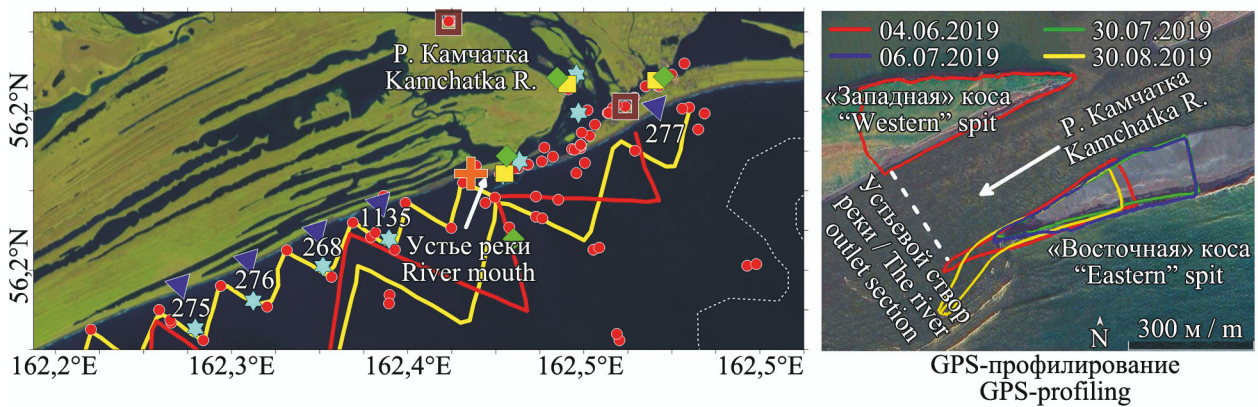 Р. Камчатка
Kamchatka R.
56,2°N
56,2°N
277
1135
268
276
275
Устье реки
River mouth
162,2°E
162,3°E
162,4°E
162,5°E
162,5°E
04.06.2019
06.07.2019
30.07.2019
30.08.2019
«Западная» коса
“Western” spit
Р. Камчатка
Kamchatka R.
Устьевой створ
реки / The river
outlet section
«Восточная» коса
“Eastern” spit
N
300 м / m
GPS-профилирование
GPS-profiling